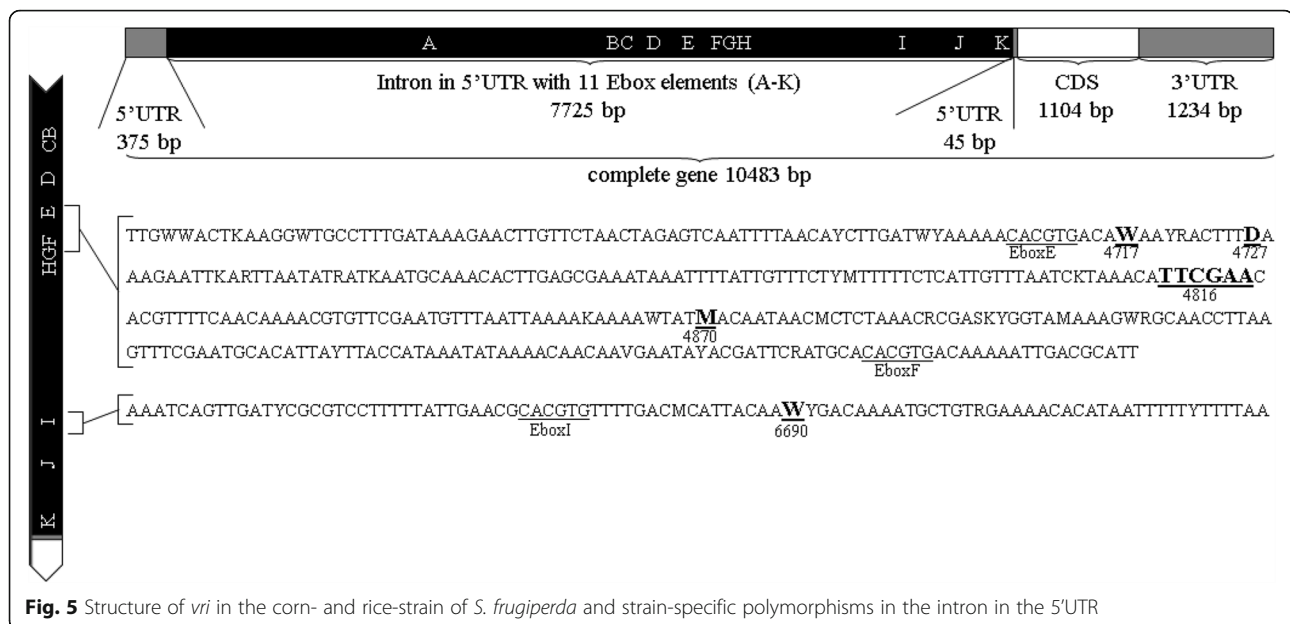 A BC D E FGH I J K
Intron in 5'UTR with 11 Ebox elements (A-K)
7725 bp
5'UTR
375 bp
5'UTR
45 bp
CDS
1104 bp
3'UTR
1234 bp
complete gene 10483 bp
HGF E D CB
K J I
TTGWWACTKAAGGWTGCCTTTGATAAAGAACTTGTTCTAACTAGAGTCAATTTTAACAYCTTGATWYAAAAACACGTGACAWAAYRACTTTDA
EboxE 4717 4727
AAGAATTKARTTAATATRATKAATGCAAACACTTGAGCGAAATAAATTTTATTGTTTCTYMTTTTTCTCATTGTTTAATCKTAAACATTCGAAC
4816
ACGTTTTCAACAAAACGTGTTCGAATGTTTAATTAAAAKAAAAWTATMACAATAACMCTCTAAACRCGASKYGGTAMAAAGWRGCAACCTTAA
4870
GTTTCGAATGCACATTAYTTACCATAAATATAAAACAACAAVGAATAYACGATTCRATGCACACGTGACAAAAATTGACGCATT
EboxF
AAATCAGTTGATYCGCGTCCTTTTTATTGAACGCACGTGTTTTGACMCATTACAAWYGACAAAATGCTGTRGAAAACACATAATTTTTYTTTTAA
EboxI 6690
Fig. 5 Structure of vri in the corn- and rice-strain of S. frugiperda and strain-specific polymorphisms in the intron in the 5'UTR